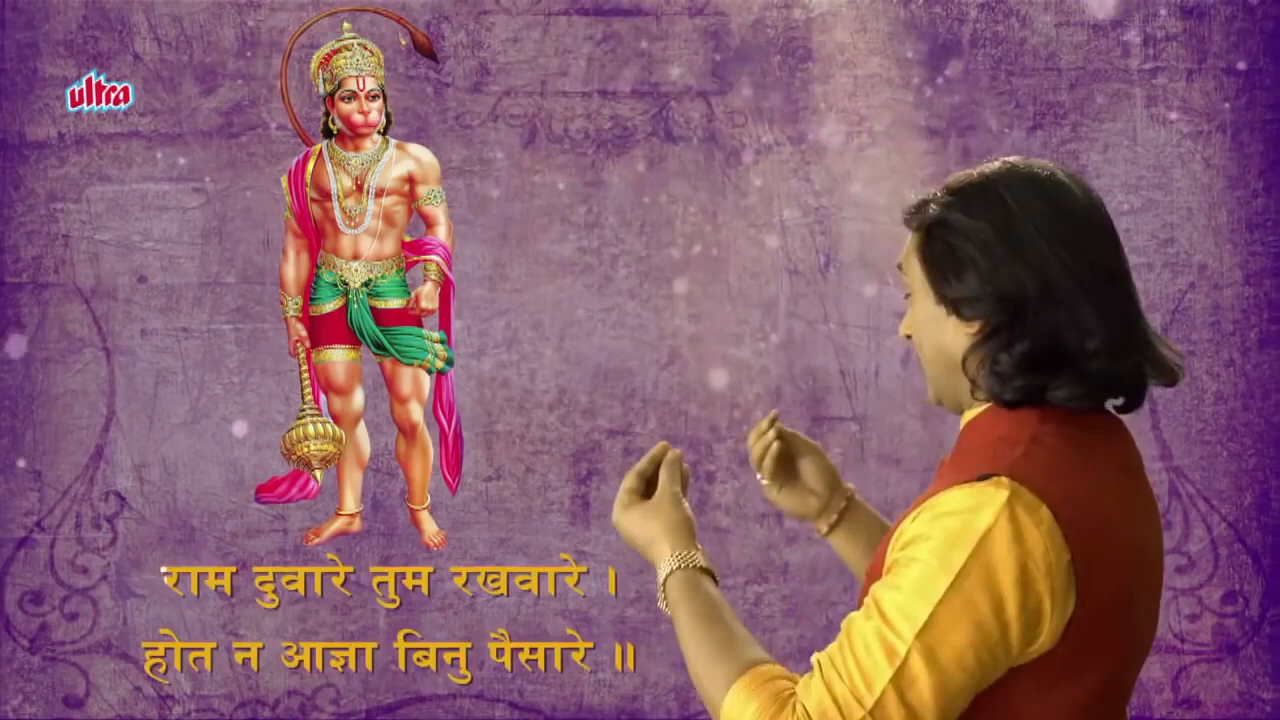 ultra
राम दुवारे तुम रखवारे ।
होत न आज्ञा बिनु पैसारे ॥